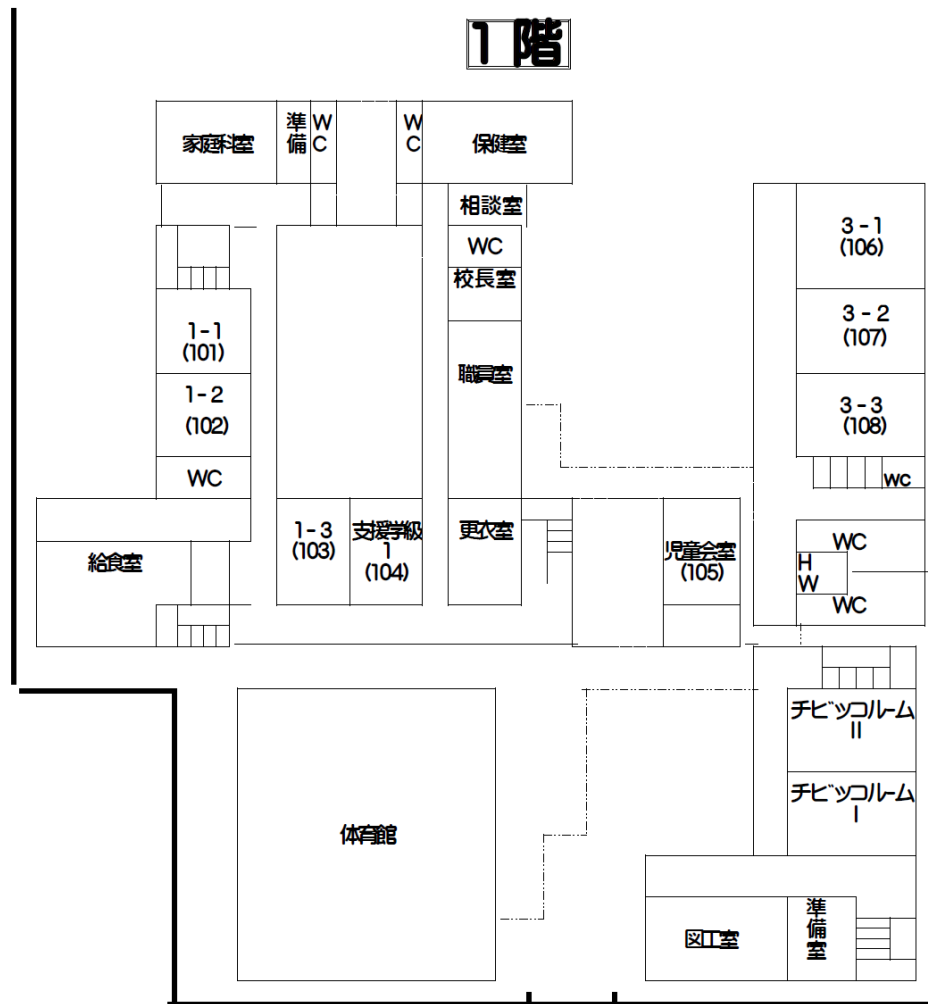 1階
家庭科室
準備
WC
WC
保健室
相談室
WC
校長室
職員室
1-1
(101)
1-2
(102)
WC
給食室
1-3
(103)
支援学級
1
(104)
更衣室
児童会室
(105)
3-1
(106)
3-2
(107)
3-3
(108)
WC
WC
HW
WC
チビッコルーム
II
チビッコルーム
I
体育館
図工室
準備室